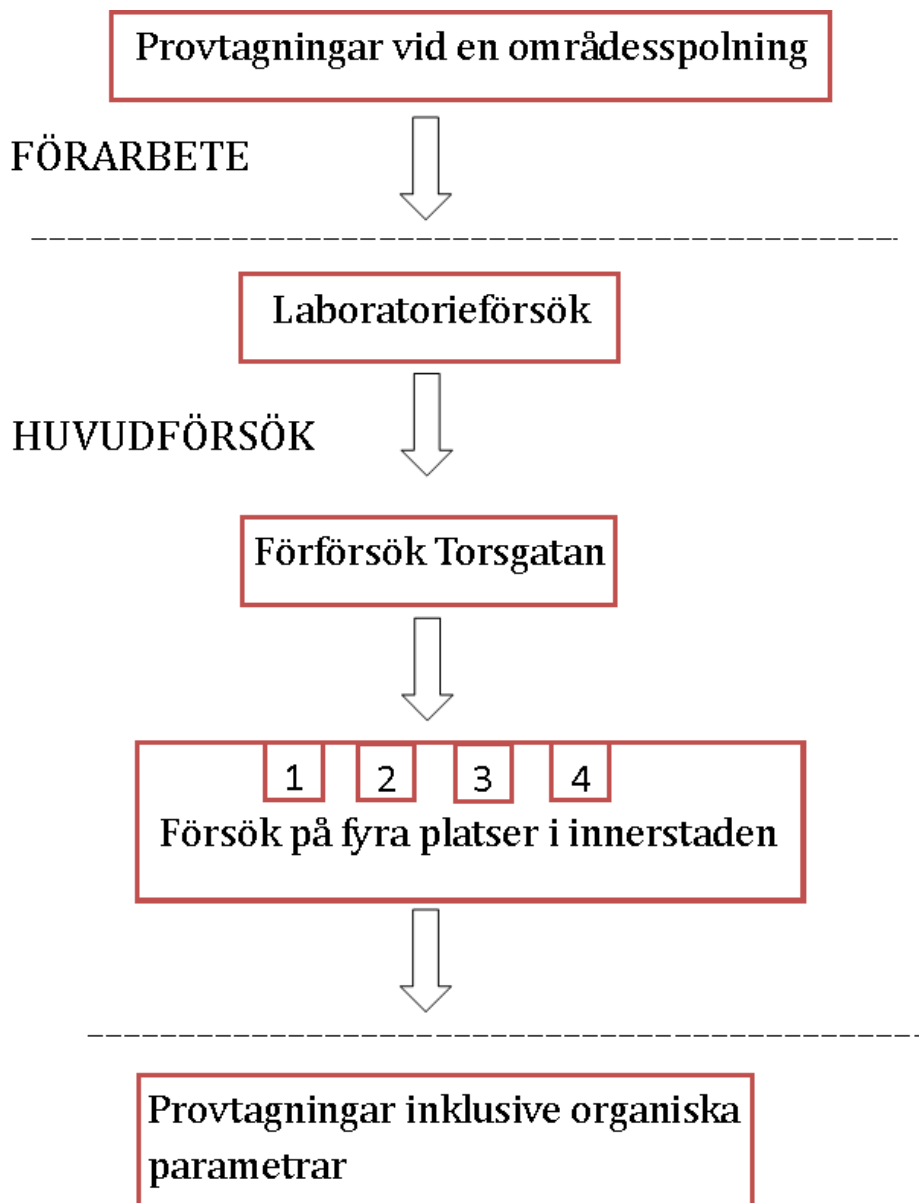 Provtagningar vid en områdesspolning
FÖRARBETE
Laboratorieförsök
HUVUDFÖRSÖK
Förförsök Torsgatan
1 2 3 4
Försök på fyra platser i innerstaden
Provtagningar inklusive organiska
parametrar